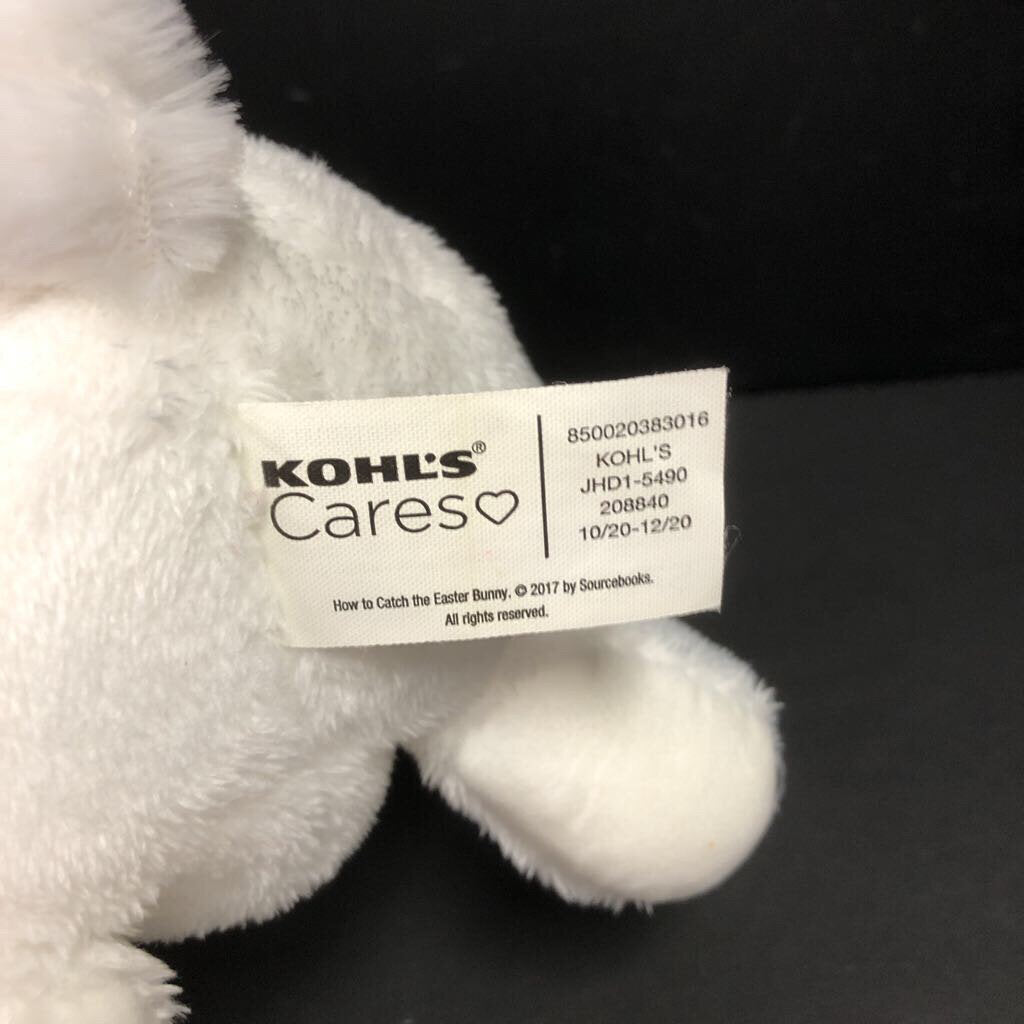 KOHL'S®
Cares♡
850020383016
KOHL'S
JHD1-5490
208840
10/20-12/20
How to Catch the Easter Bunny. © 2017 by Sourcebooks.
All rights reserved.